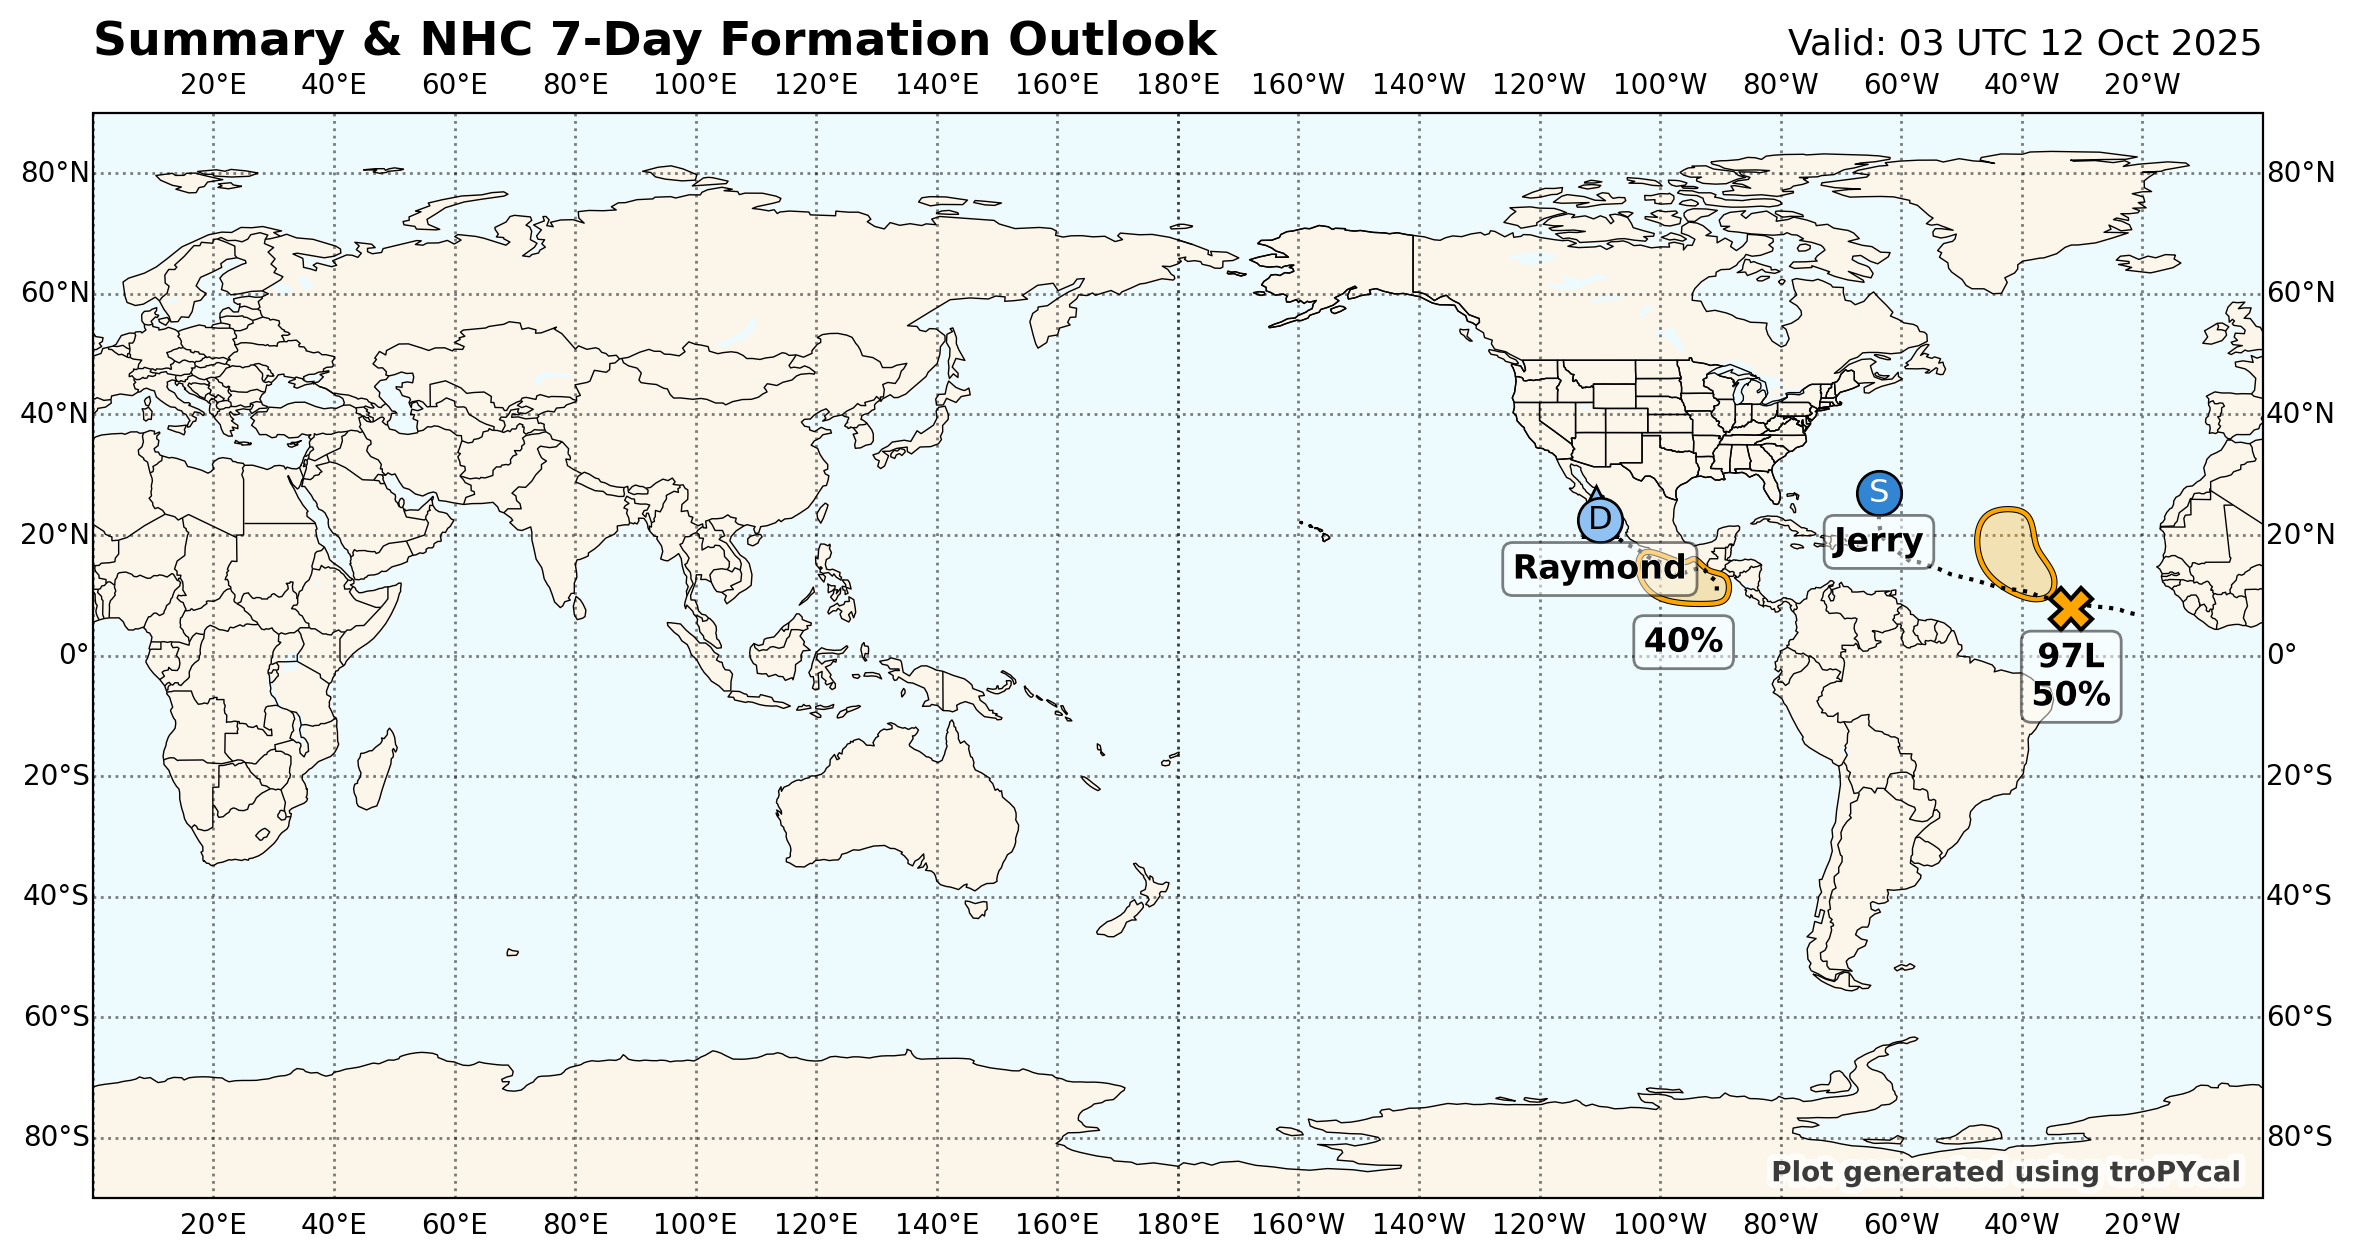 Summary & NHC 7-Day Formation Outlook
Valid: 03 UTC 12 Oct 2025
20°E 40°E 60°E 80°E 100°E 120°E 140°E 160°E 180°E 160°W 140°W 120°W 100°W 80°W 60°W 40°W 20°W
80°N 80°N
60°N 60°N
40°N 40°N
S
D
20°N 20°N
Jerry
Raymond
40%
0° 0°
97L
50%
20°S 20°S
40°S 40°S
60°S 60°S
80°S 80°S
Plot generated using troPYcal
20°E 40°E 60°E 80°E 100°E 120°E 140°E 160°E 180°E 160°W 140°W 120°W 100°W 80°W 60°W 40°W 20°W